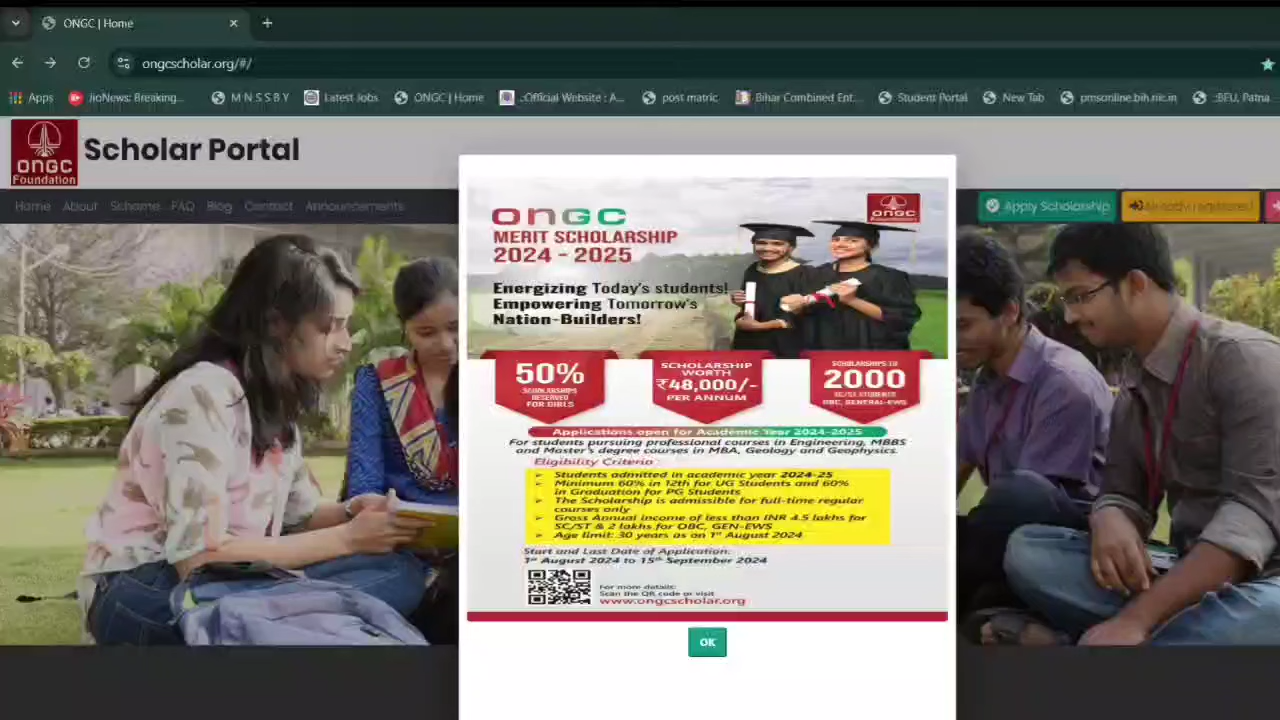 ONGC | Home
ongcscholar.org/#/
Apps
JioNews: Breaking...
M N S S B Y
Latest Jobs
ONGC | Home
.:Official Website : A...
post matric
Bihar Combined Ent...
Student Portal
New Tab
pmsonline.bih.nic.in
::BEU, Patna
ongc
Foundation
Scholar Portal
Home
About
Scheme
FAQ
Blog
Contact
Announcements
Apply Scholarship
Already registered!
ongc
ongc
Foundation
MERIT SCHOLARSHIP
2024 - 2025
Energizing Today's students!
Empowering Tomorrow's
Nation-Builders!
50%
SCHOLARSHIPS
RESERVED
FOR GIRLS
SCHOLARSHIP
WORTH
₹48,000/-
PER ANNUM
SCHOLARSHIPS TO
2000
SC/ST STUDENTS
OBC, GENERAL-EWS
Applications open for Academic Year 2024-2025
For students pursuing professional courses in Engineering, MBBS
and Master's degree courses in MBA, Geology and Geophysics.
Eligibility Criteria :
➢ Students admitted in academic year 2024-25
➢ Minimum 60% in 12th for UG Students and 60%
in Graduation for PG Students
➢ The Scholarship is admissible for full-time regular
courses only
➢ Gross Annual income of less than INR 4.5 lakhs for
SC/ST & 2 lakhs for OBC, GEN-EWS
➢ Age limit: 30 years as on 1st August 2024
Start and Last Date of Application:
1st August 2024 to 15th September 2024
For more details:
Scan the QR code or visit
www.ongcscholar.org
OK